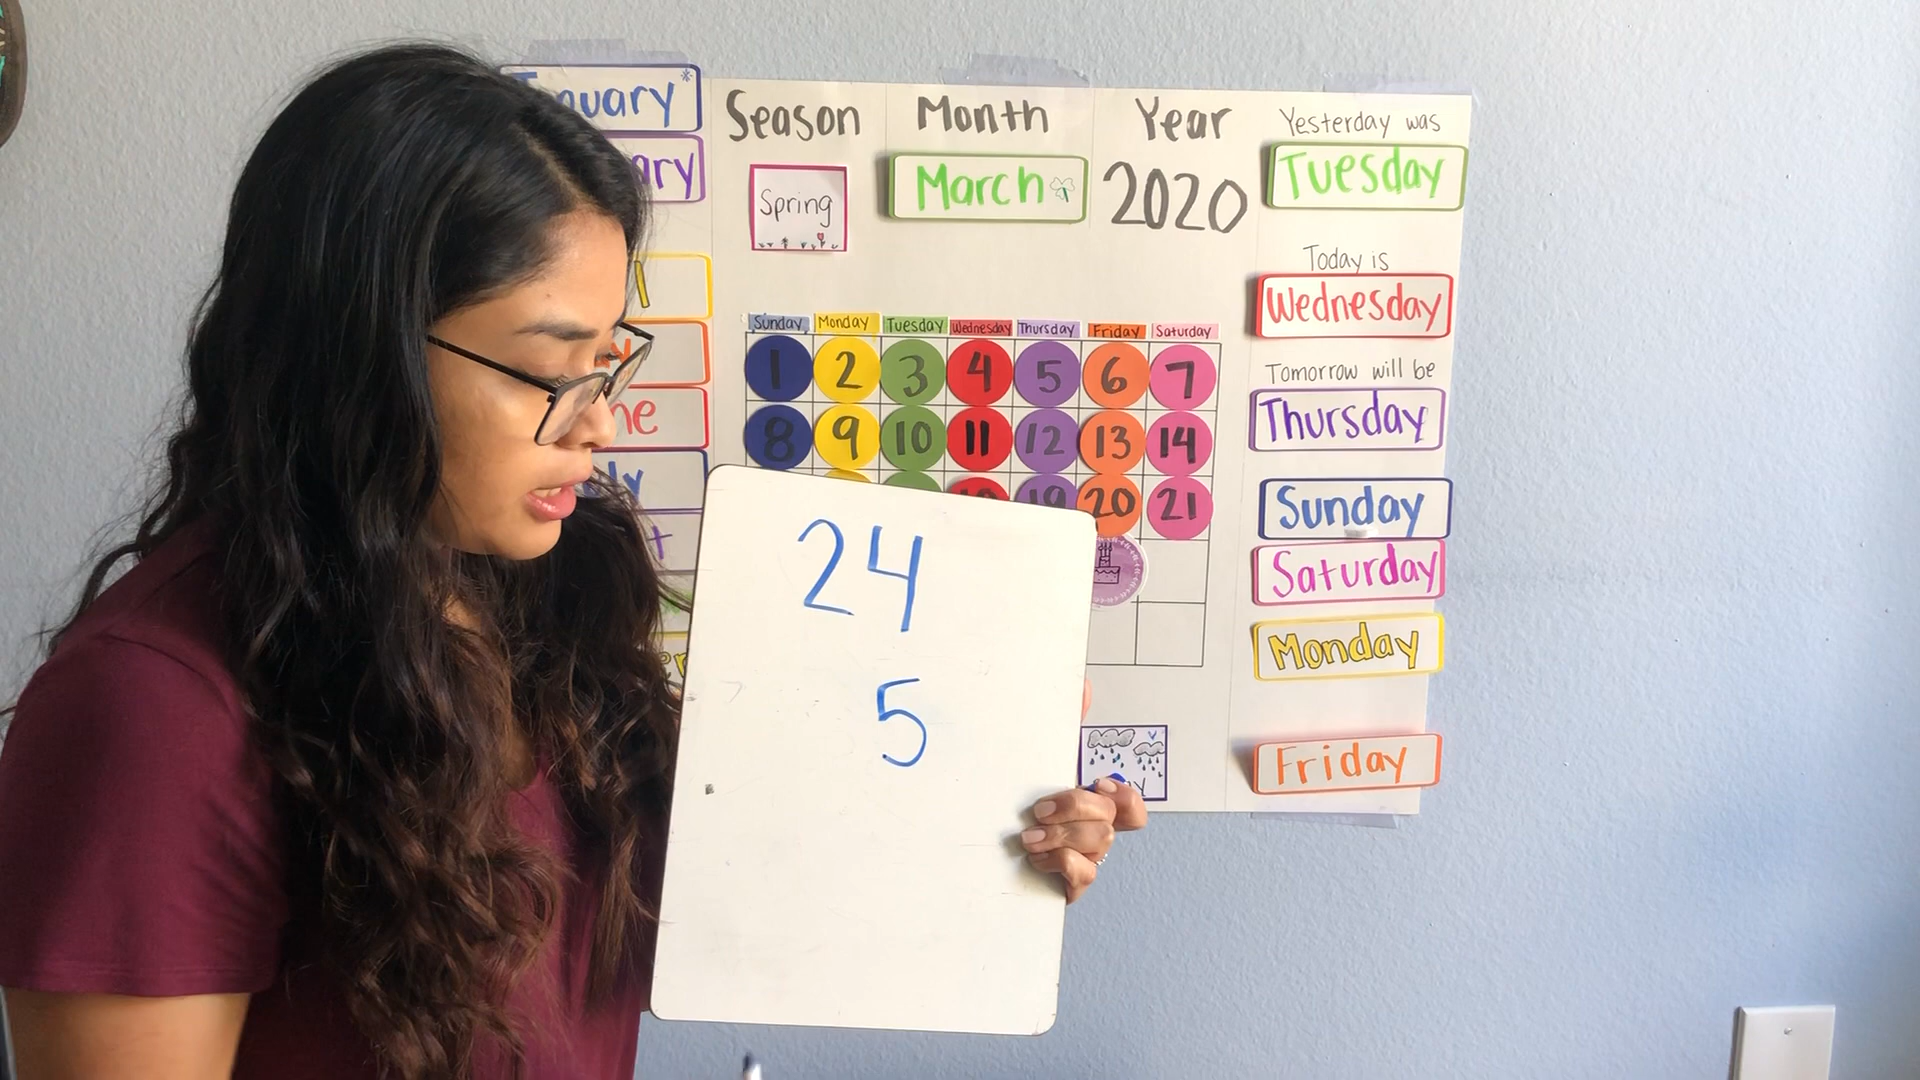 Season Month Year
Spring March 2020
Yesterday was
Tuesday
Today is
Wednesday
Tomorrow will be
Thursday
Sunday
Saturday
Monday
Friday
Sunday Monday Tuesday Wednesday Thursday Friday Saturday
1 2 3 4 5 6 7
8 9 10 11 12 13 14
19 20 21
24
5